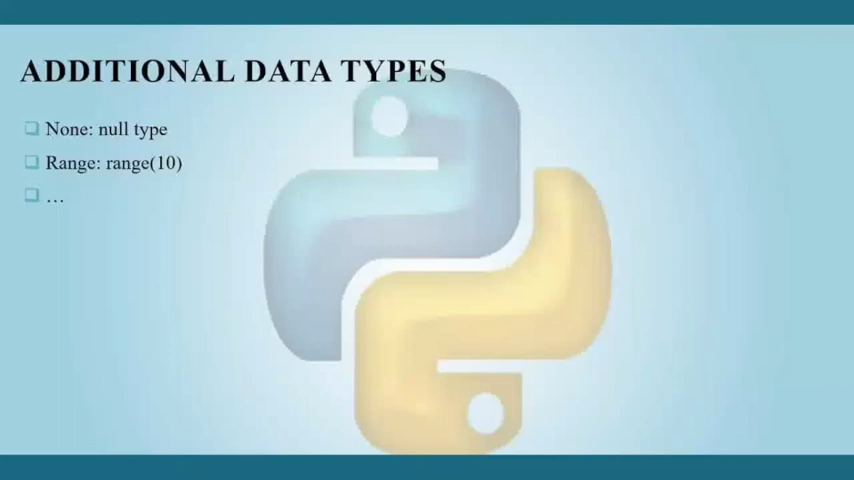 ADDITIONAL DATA TYPES
None: null type
Range: range(10)
…